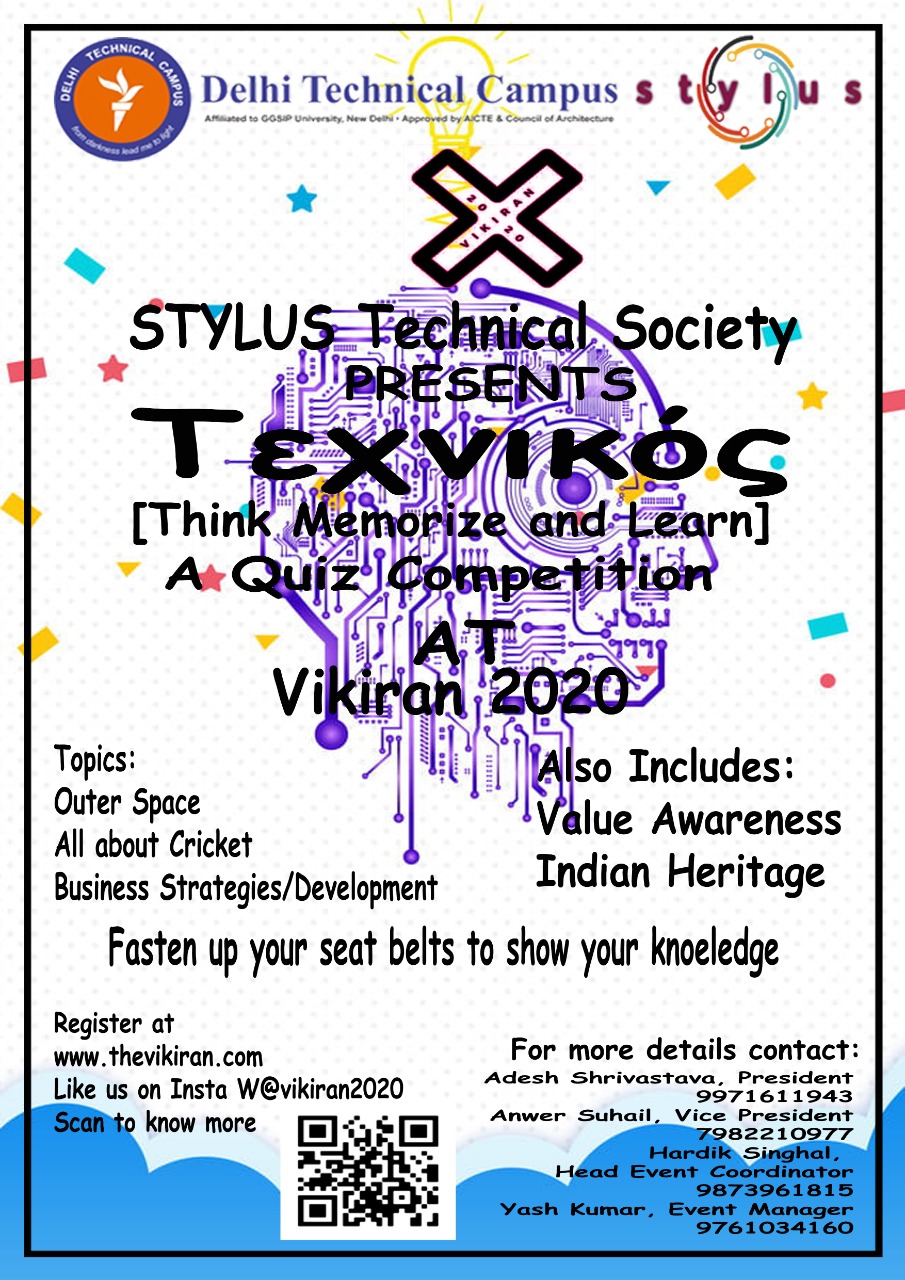 DELHI TECHNICAL CAMPUS
from darkness lead me to light
Delhi Technical Campus
Affiliated to GGSIP University, New Delhi • Approved by AICTE & Council of Architecture
stylus
20
VIKIRAN
20
STYLUS Technical Society
PRESENTS
Τεχνικός
[Think Memorize and Learn]
A Quiz Competition
AT
Vikiran 2020
Topics:
Outer Space
All about Cricket
Business Strategies/Development
Also Includes:
Value Awareness
Indian Heritage
Fasten up your seat belts to show your knoeledge
Register at
www.thevikiran.com
Like us on Insta W@vikiran2020
Scan to know more
For more details contact:
Adesh Shrivastava, President
9971611943
Anwer Suhail, Vice President
7982210977
Hardik Singhal,
Head Event Coordinator
9873961815
Yash Kumar, Event Manager
9761034160